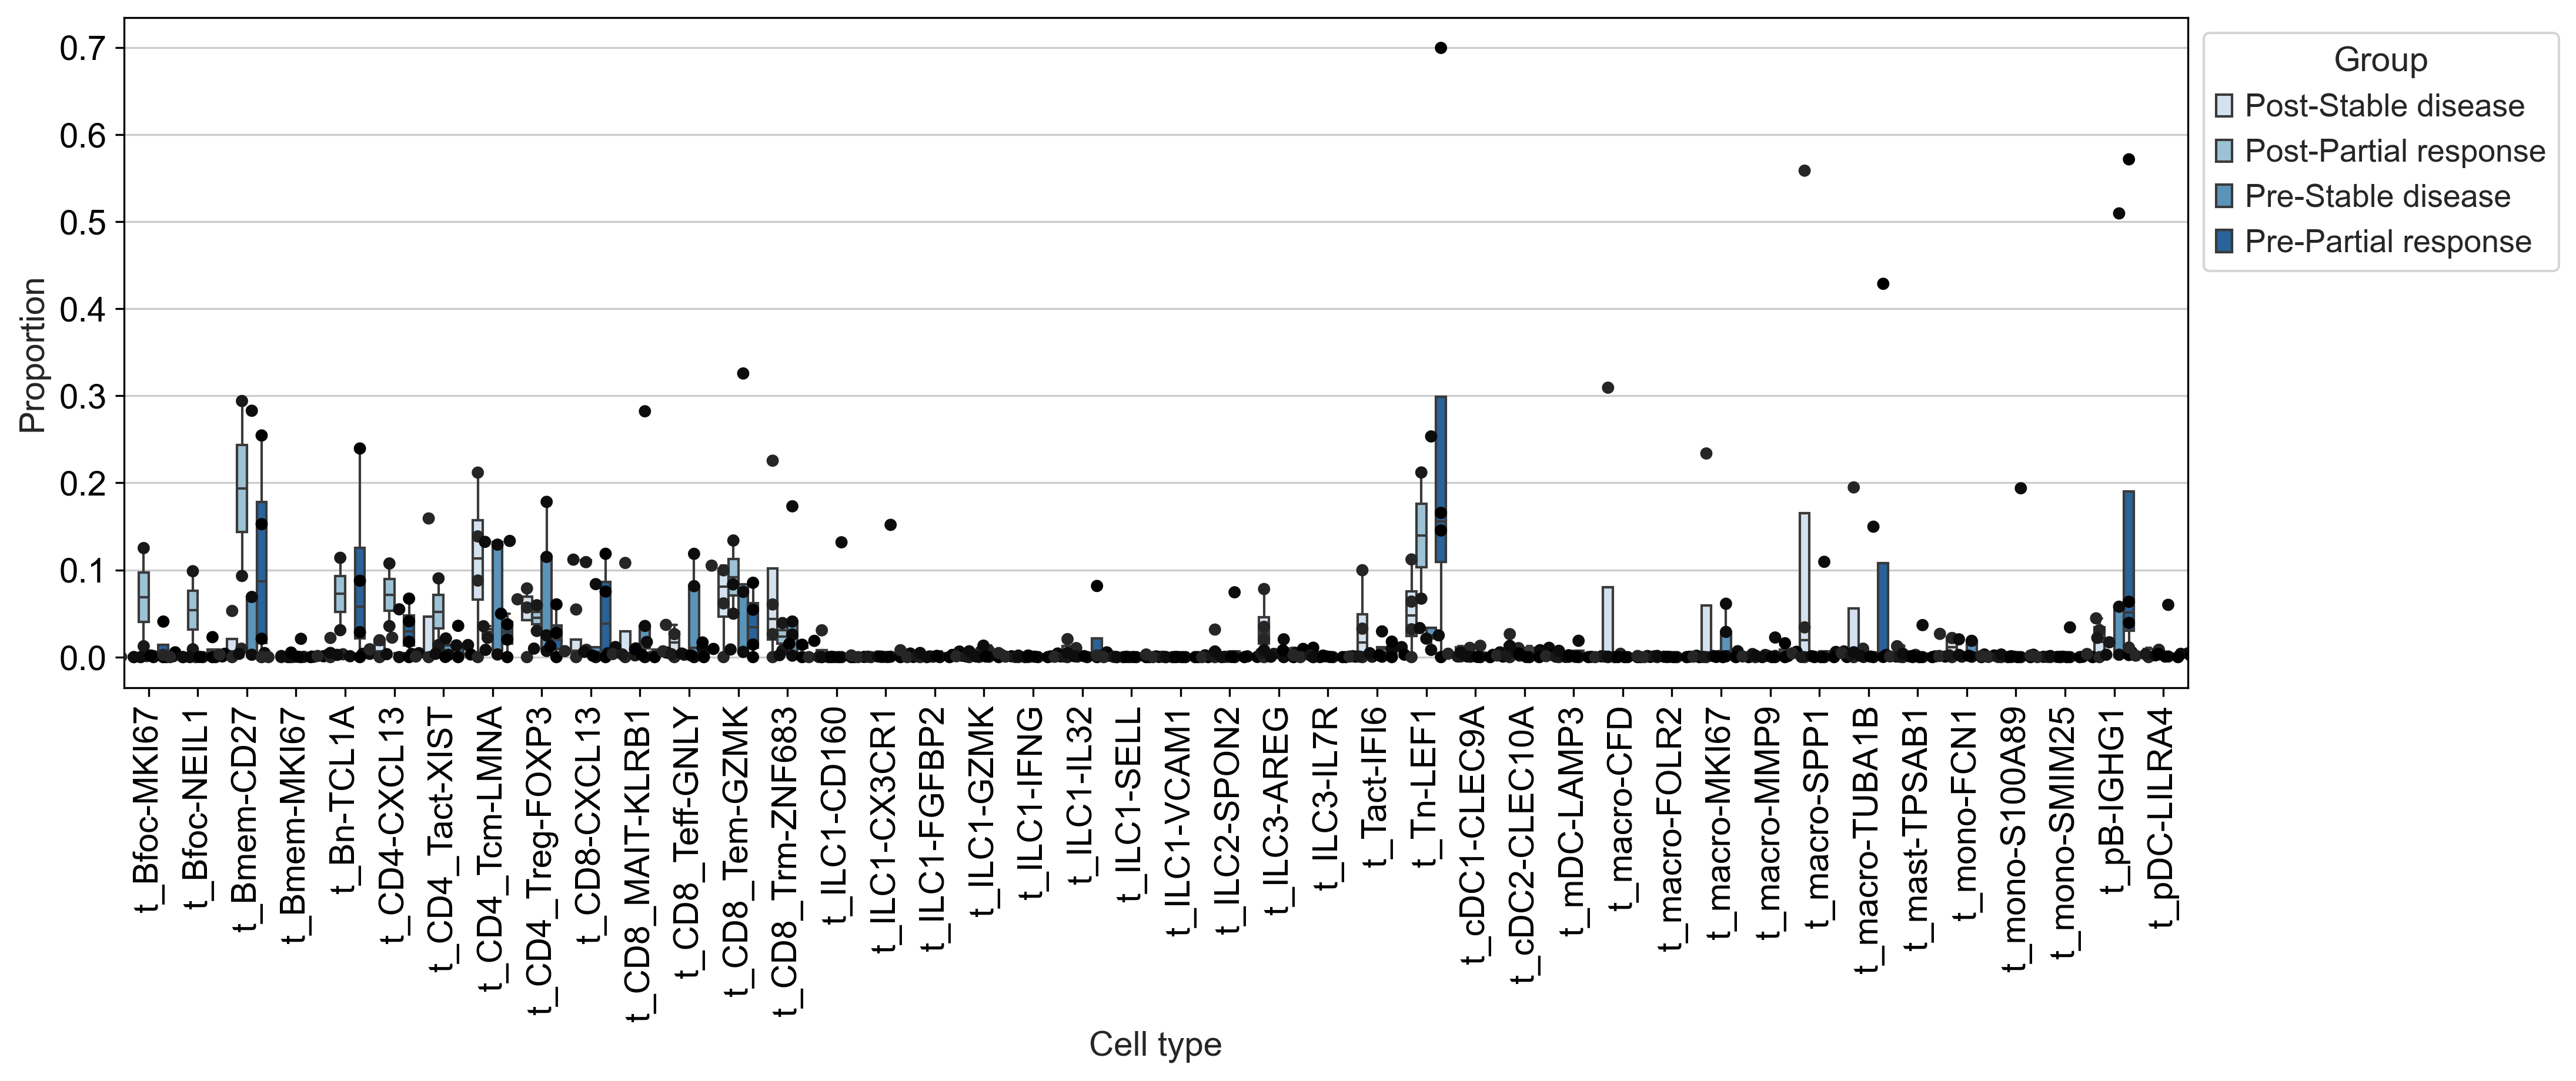 0.7
0.6
0.5
0.4
0.3
0.2
0.1
0.0
Proportion
Group
Post-Stable disease
Post-Partial response
Pre-Stable disease
Pre-Partial response
t_Bfoc-MKI67
t_Bfoc-NEIL1
t_Bmem-CD27
t_Bmem-MKI67
t_Bn-TCL1A
t_CD4-CXCL13
t_CD4_Tact-XIST
t_CD4_Tcm-LMNA
t_CD4_Treg-FOXP3
t_CD8-CXCL13
t_CD8_MAIT-KLRB1
t_CD8_Teff-GNLY
t_CD8_Tem-GZMK
t_CD8_Trm-ZNF683
t_ILC1-CD160
t_ILC1-CX3CR1
t_ILC1-FGFBP2
t_ILC1-GZMK
t_ILC1-IFNG
t_ILC1-IL32
t_ILC1-SELL
t_ILC1-VCAM1
t_ILC2-SPON2
t_ILC3-AREG
t_ILC3-IL7R
t_Tact-IFI6
t_Tn-LEF1
t_cDC1-CLEC9A
t_cDC2-CLEC10A
t_mDC-LAMP3
t_macro-CFD
t_macro-FOLR2
t_macro-MKI67
t_macro-MMP9
t_macro-SPP1
t_macro-TUBA1B
t_mast-TPSAB1
t_mono-FCN1
t_mono-S100A89
t_mono-SMIM25
t_pB-IGHG1
t_pDC-LILRA4
Cell type